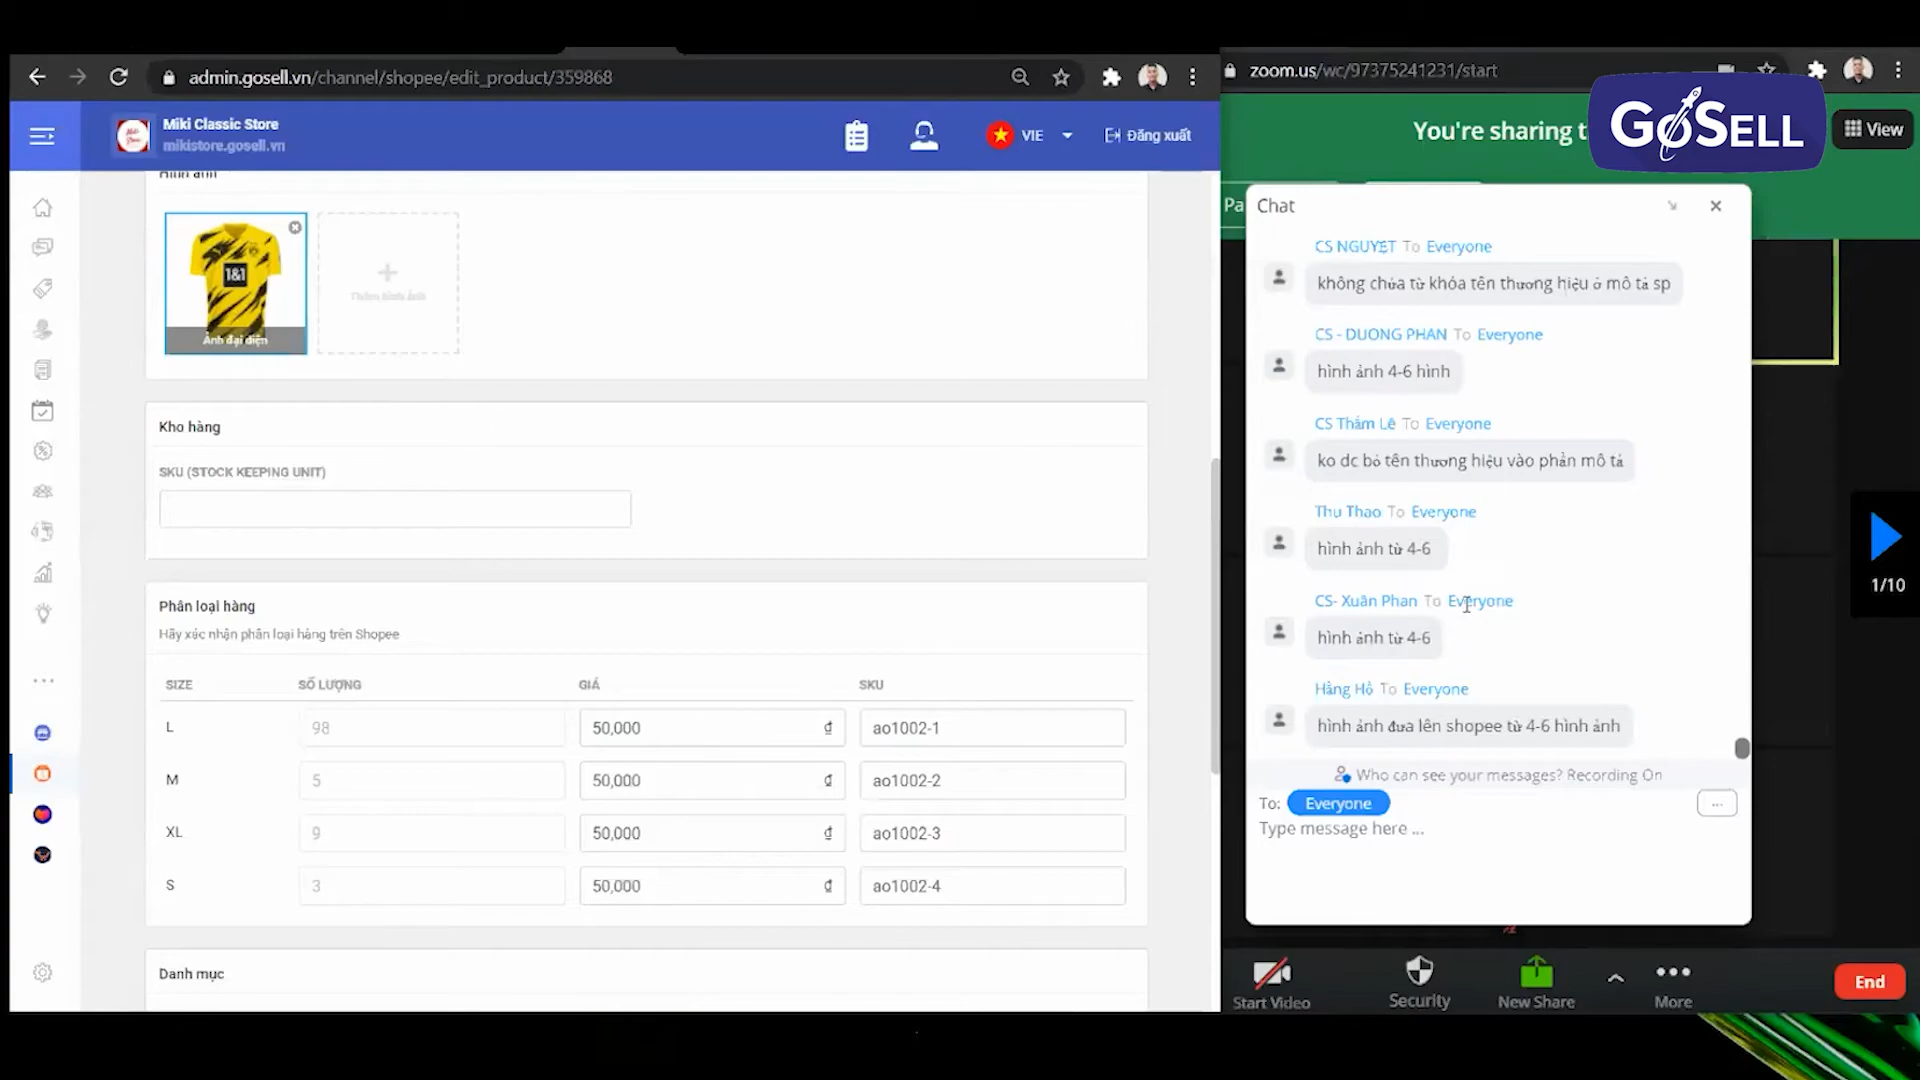 admin.gosell.vn/channel/shopee/edit_product/359868
zoom.us/wc/97375241231/start
Miki Classic Store
mikistore.gosell.vn
VIE
Đăng xuất
You're sharing t
GOSELL
View
Hình ảnh
1&1
Ảnh đại diện
Thêm hình ảnh
Kho hàng
SKU (STOCK KEEPING UNIT)
Phân loại hàng
Hãy xác nhận phân loại hàng trên Shopee
SIZE SỐ LƯỢNG GIÁ SKU
L 98 50,000 đ ao1002-1
M 5 50,000 đ ao1002-2
XL 9 50,000 đ ao1002-3
S 3 50,000 đ ao1002-4
Danh mục
Pa
Chat
CS NGUYỆT To Everyone
không chứa từ khóa tên thương hiệu ở mô tả sp
CS - DUONG PHAN To Everyone
hình ảnh 4-6 hình
CS Thắm Lê To Everyone
ko dc bỏ tên thương hiệu vào phần mô tả
Thu Thao To Everyone
hình ảnh từ 4-6
CS- Xuân Phan To Everyone
hình ảnh từ 4-6
Hằng Hồ To Everyone
hình ảnh đưa lên shopee từ 4-6 hình ảnh
Who can see your messages? Recording On
To: Everyone
Type message here ...
1/10
Start Video
Security
New Share
More
End